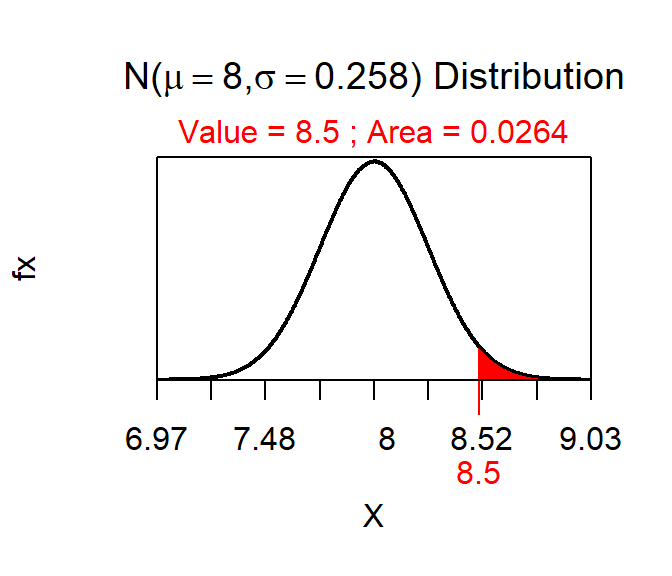 N(μ = 8,σ = 0.258) Distribution
Value = 8.5 ; Area = 0.0264
fx
6.97 7.48 8 8.52 9.03
8.5
X